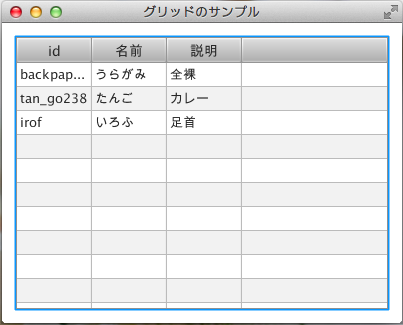 グリッドのサンプル
id 名前 説明
backpap... うらがみ 全裸
tan_go238 たんご カレー
irof いろふ 足首